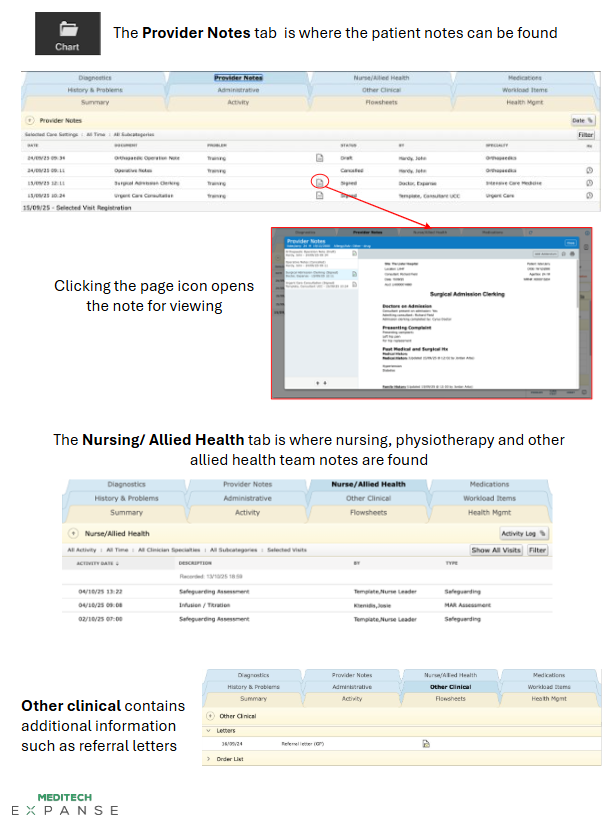 Chart
The Provider Notes tab is where the patient notes can be found
Diagnostics Provider Notes Nurse/Allied Health Medications
History & Problems Administrative Other Clinical Workload Items
Summary Activity Flowsheets Health Mgmt
Provider Notes Date
Selected Care Settings All Time All Subcategories Filter
DATE DOCUMENT PROBLEM STATUS BY SPECIALTY
24/09/25 09:34 Orthopaedic Operation Note Training Draft Hardy, John Orthopaedics
24/09/25 09:11 Operative Notes Training Cancelled Hardy, John Orthopaedics
15/09/25 12:11 Surgical Admission Clerking Training Signed Doctor, Expanse Intensive Care Medicine
15/09/25 10:24 Urgent Care Consultation Training Signed Template, Consultant UCC Urgent Care
15/09/25 - Selected Visit Registration
Provider Notes
Surgical Admission Clerking
Doctors on Admission
Presenting Complaint
Past Medical and Surgical Hx
Medical History
Hypertension
Clicking the page icon opens
the note for viewing
The Nursing/ Allied Health tab is where nursing, physiotherapy and other
allied health team notes are found
Diagnostics Provider Notes Nurse/Allied Health Medications
History & Problems Administrative Other Clinical Workload Items
Summary Activity Flowsheets Health Mgmt
Nurse/Allied Health Activity Log
All Activity All Time All Clinician Specialties All Subcategories Selected Visits Show All Visits Filter
ACTIVITY DATE ↓ DESCRIPTION BY TYPE
Recorded: 13/10/25 18:59
04/10/25 13:22 Safeguarding Assessment Template,Nurse Leader Safeguarding
04/10/25 09:08 Infusion / Titration MAR Assessment
02/10/25 07:00 Safeguarding Assessment Template,Nurse Leader Safeguarding
Diagnostics Provider Notes Nurse/Allied Health Medications
History & Problems Administrative Other Clinical Workload Items
Summary Activity Flowsheets Health Mgmt
Other Clinical
Letters
16/09/24 Referral letter (GP)
Order List
Other clinical contains
additional information
such as referral letters
MEDITECH
EXPANSE